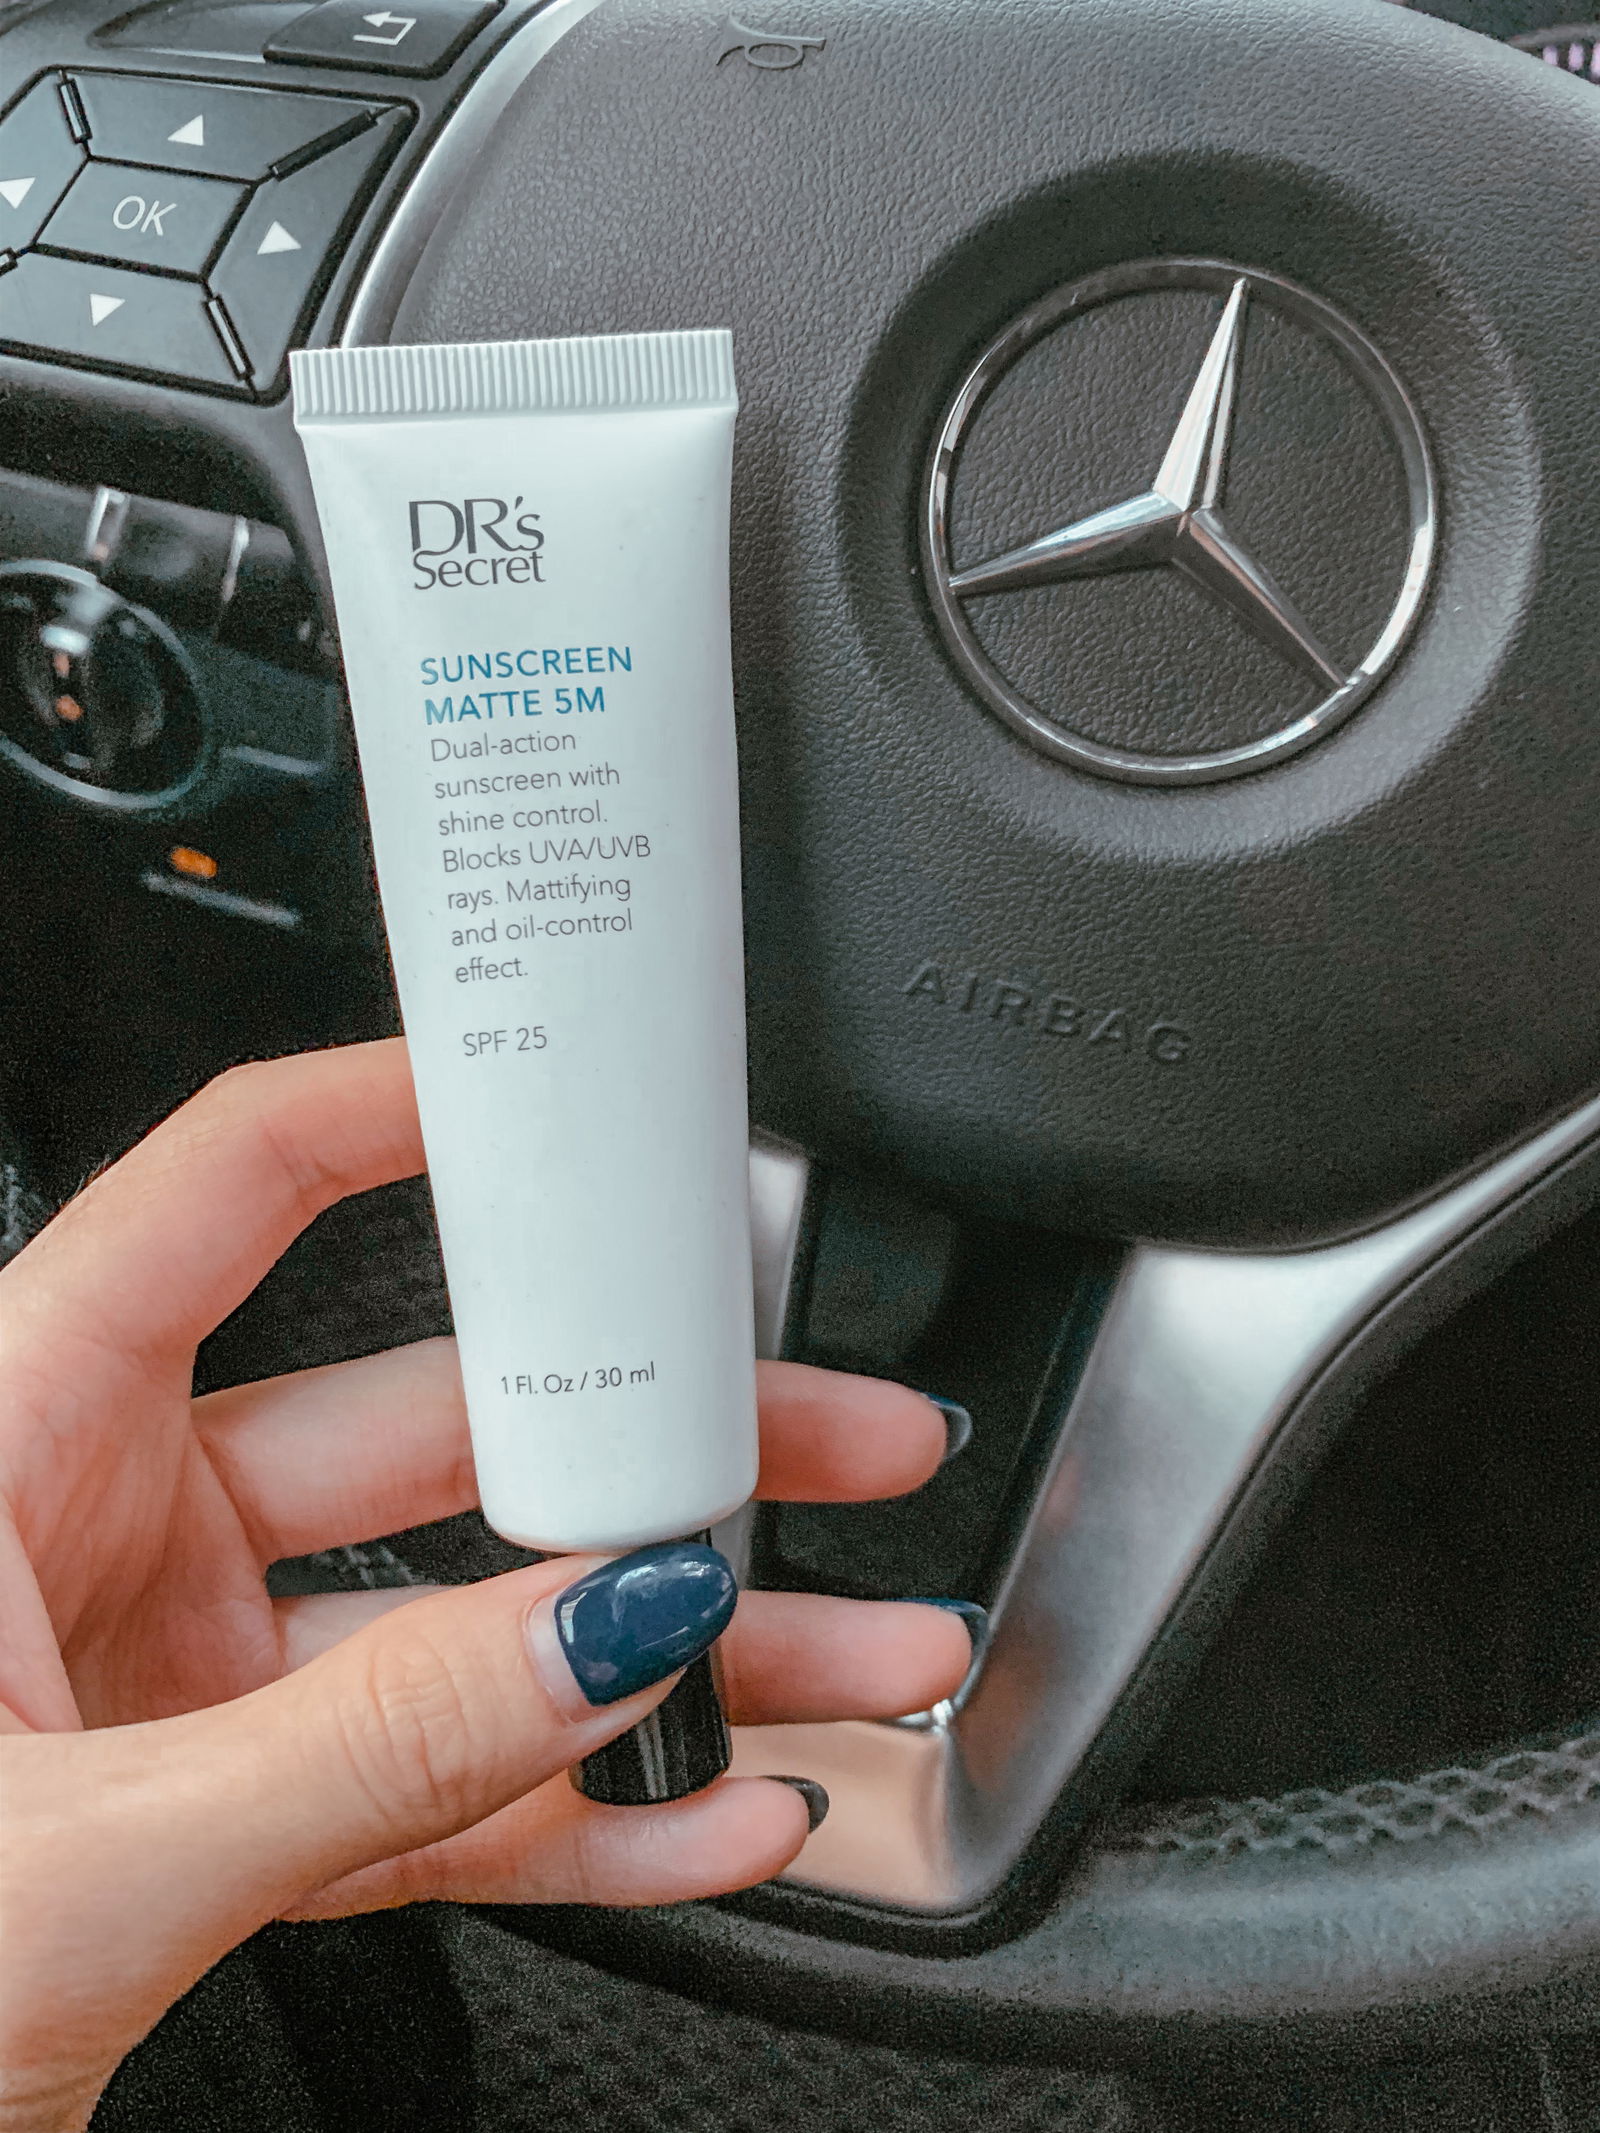 OK
DR's
Secret
SUNSCREEN
MATTE 5M
Dual-action
sunscreen with
shine control.
Blocks UVA/UVB
rays. Mattifying
and oil-control
effect.
SPF 25
1 Fl. Oz / 30 ml
AIRBAG